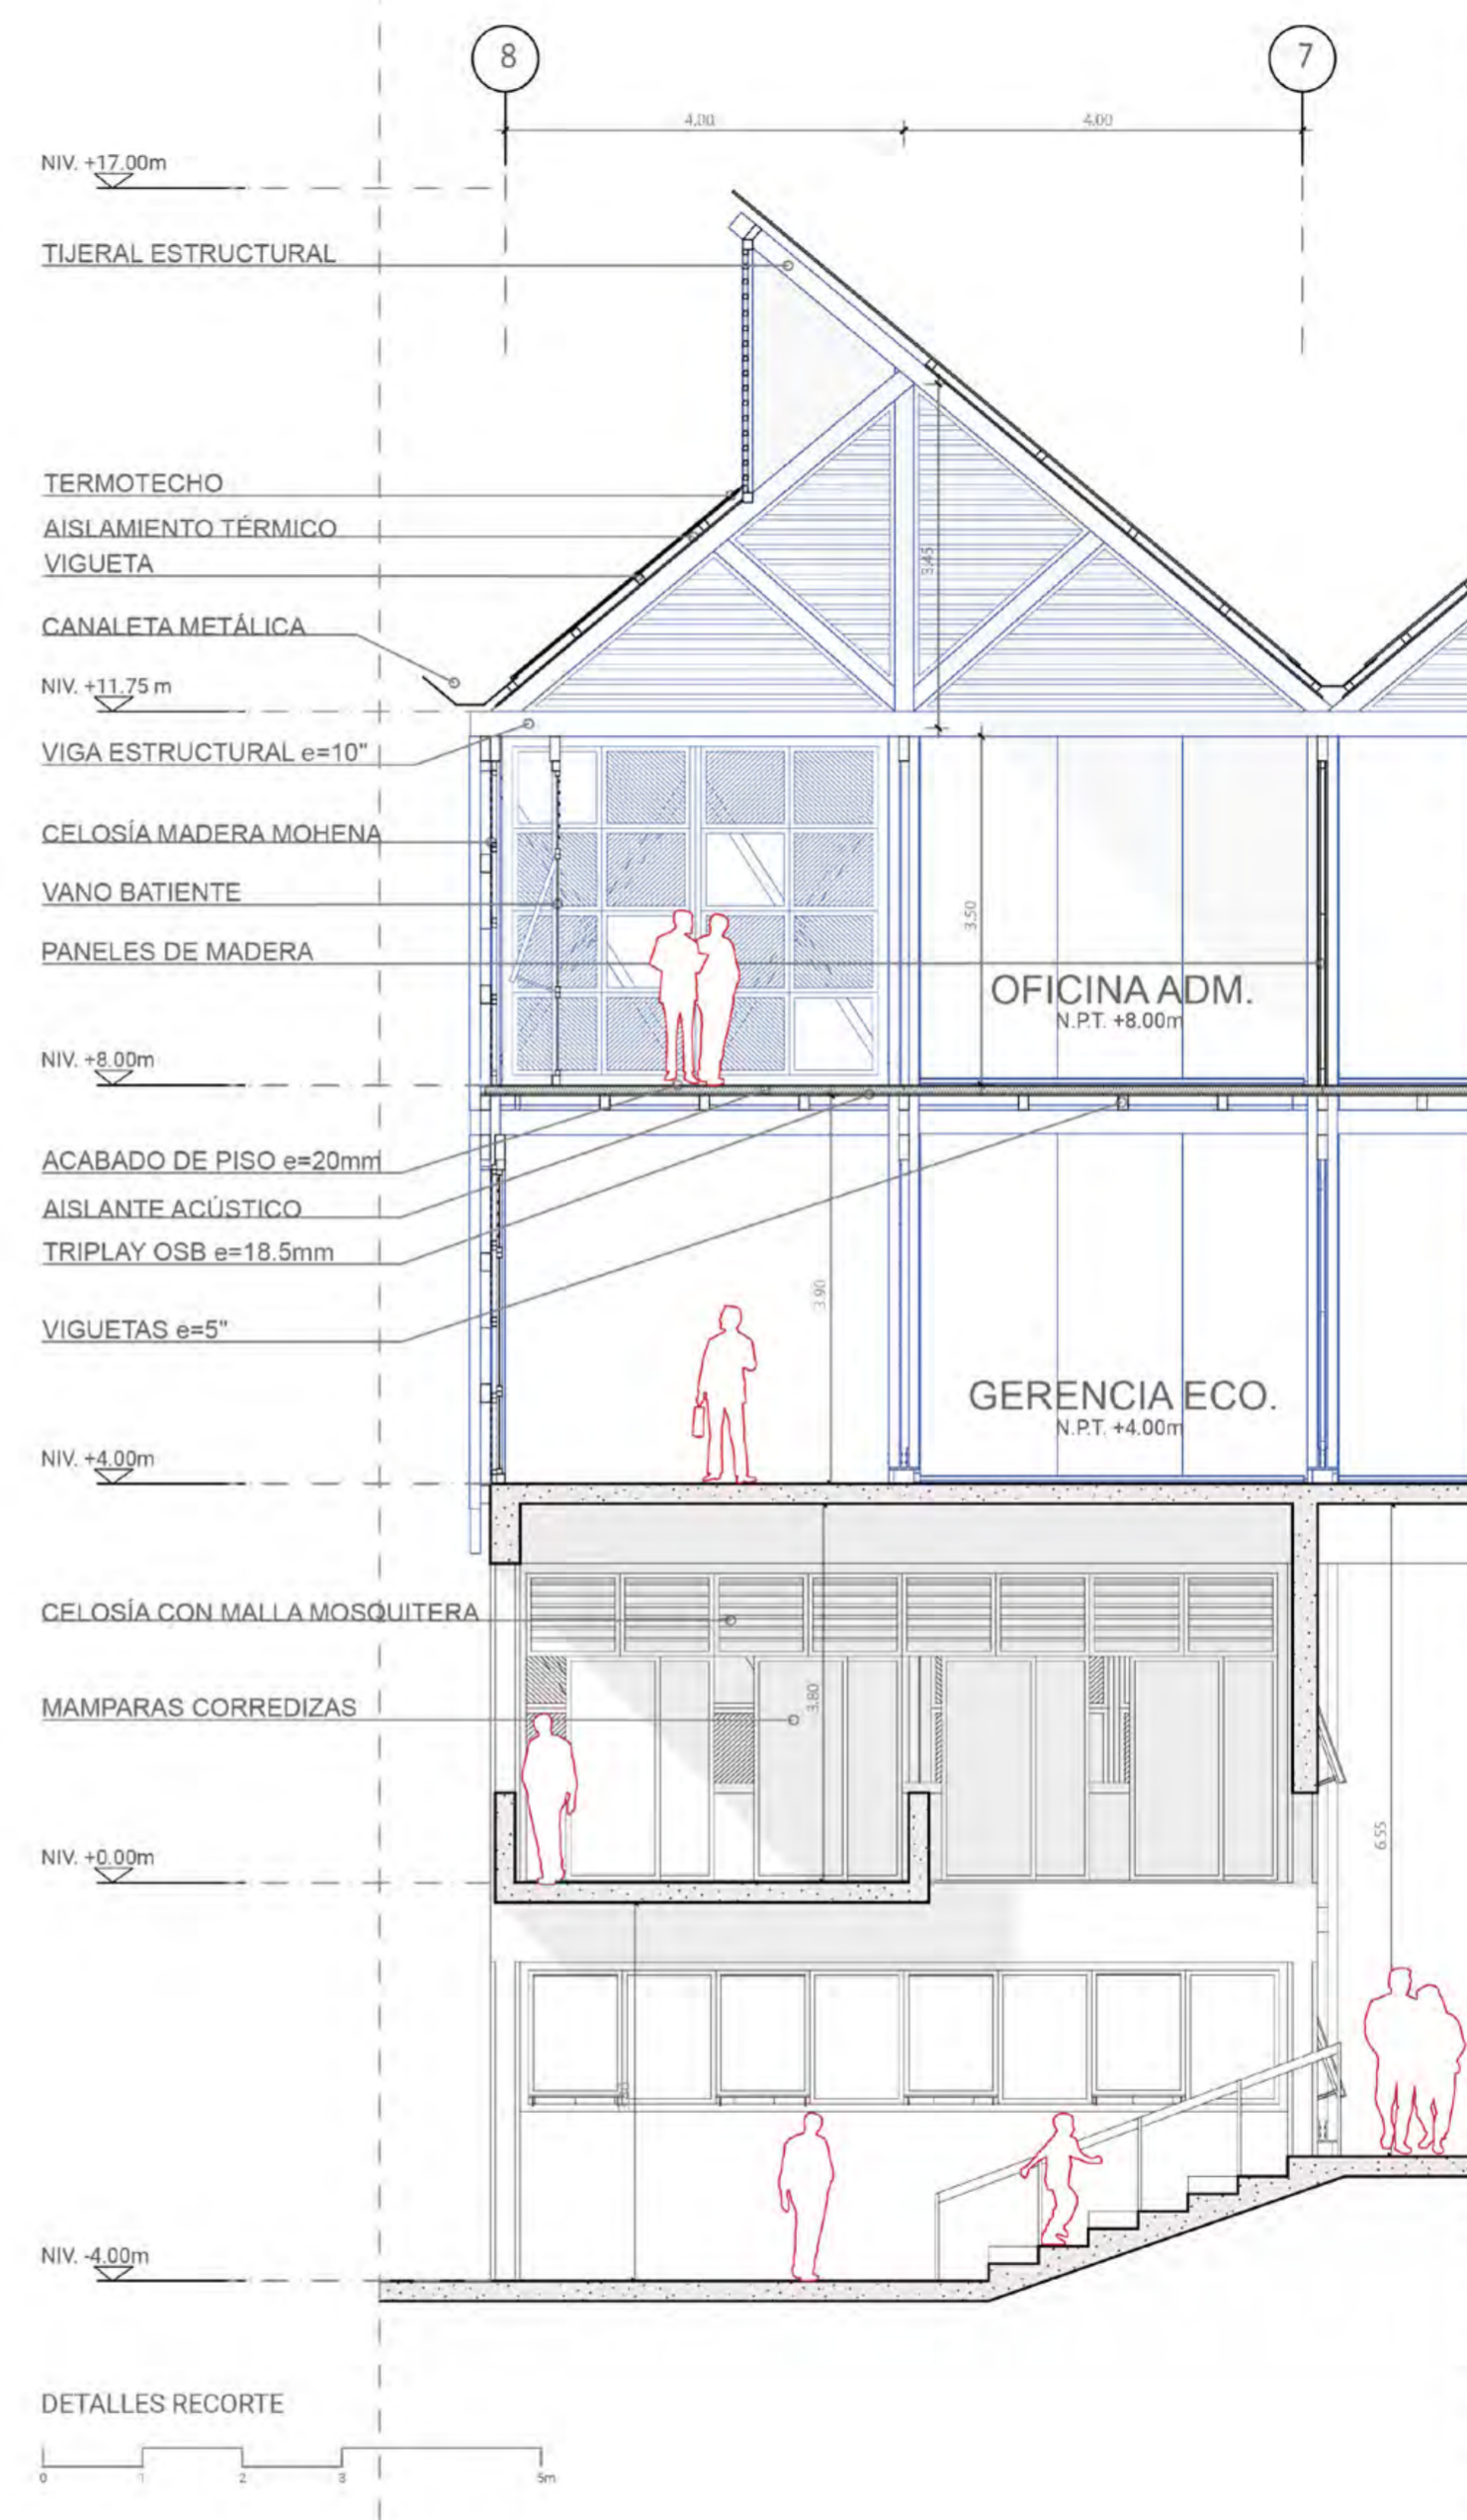 8
7
4.00
4.00
NIV. +17.00m
TIJERAL ESTRUCTURAL
TERMOTECHO
AISLAMIENTO TÉRMICO
VIGUETA
3.45
CANALETA METÁLICA
NIV. +11.75 m
VIGA ESTRUCTURAL e=10"
CELOSÍA MADERA MOHENA
VANO BATIENTE
3.50
PANELES DE MADERA
OFICINA ADM.
N.P.T. +8.00m
NIV. +8.00m
ACABADO DE PISO e=20mm
AISLANTE ACÚSTICO
TRIPLAY OSB e=18.5mm
3.90
VIGUETAS e=5"
GERENCIA ECO.
N.P.T. +4.00m
NIV. +4.00m
CELOSÍA CON MALLA MOSQUITERA
MAMPARAS CORREDIZAS
3.80
6.55
NIV. +0.00m
NIV. -4.00m
DETALLES RECORTE
0 1 2 3 5m